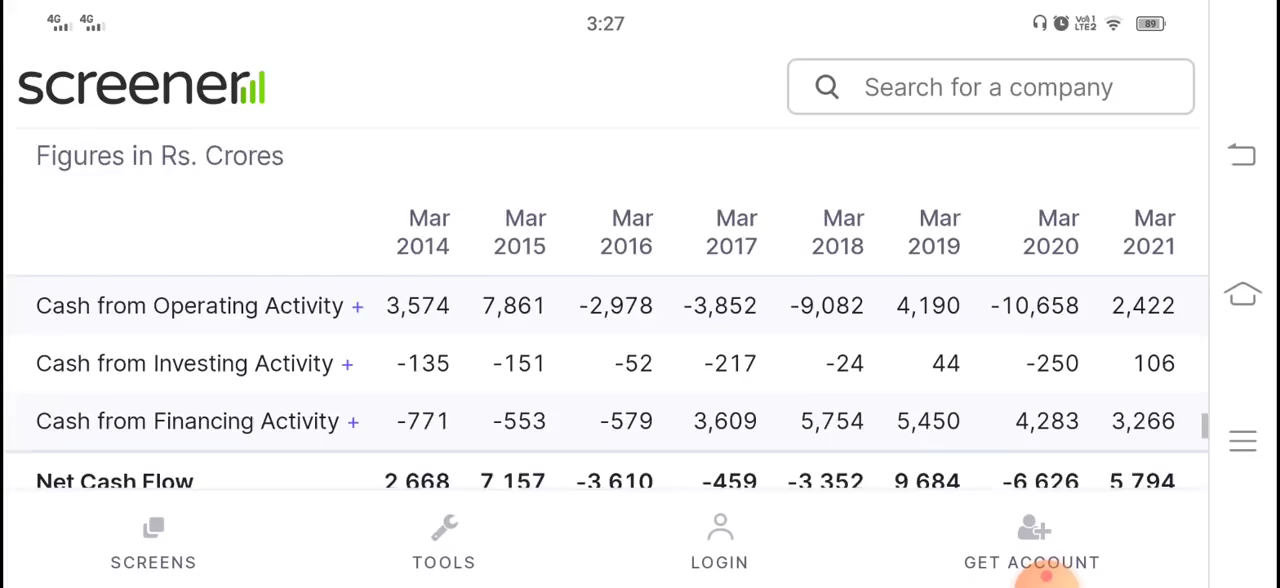 4G 4G 3:27 Vo)) 1 LTE2 89
screener Search for a company
Figures in Rs. Crores
Mar Mar Mar Mar Mar Mar Mar Mar
2014 2015 2016 2017 2018 2019 2020 2021
Cash from Operating Activity + 3,574 7,861 -2,978 -3,852 -9,082 4,190 -10,658 2,422
Cash from Investing Activity + -135 -151 -52 -217 -24 44 -250 106
Cash from Financing Activity + -771 -553 -579 3,609 5,754 5,450 4,283 3,266
Net Cash Flow 2 668 7 157 -3 610 -459 -3 352 9 684 -6 626 5 794
SCREENS TOOLS LOGIN GET ACCOUNT